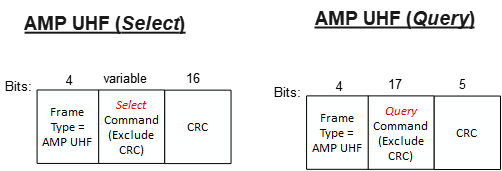 AMP UHF (Select)
Bits:
4
variable
16
Frame
Type =
AMP UHF
Select
Command
(Exclude
CRC)
CRC
AMP UHF (Query)
Bits:
4
17
5
Frame
Type =
AMP UHF
Query
Command
(Exclude
CRC)
CRC